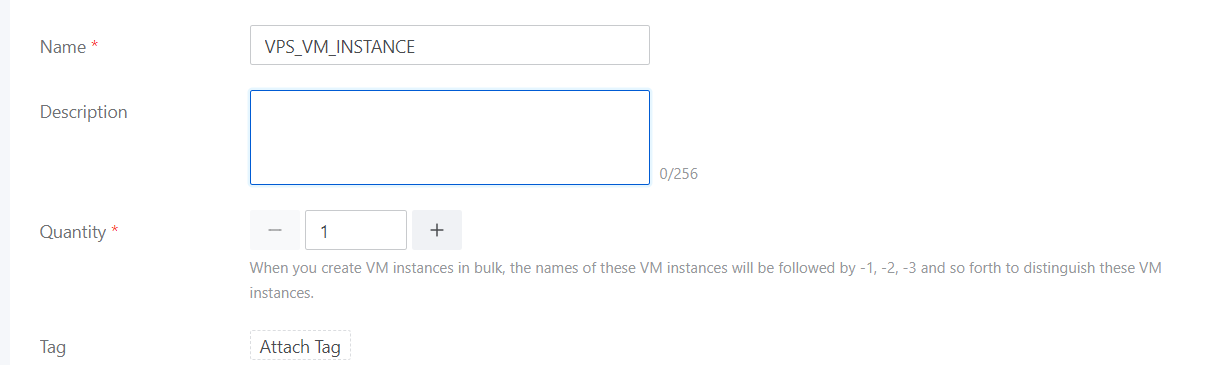 Name *
VPS_VM_INSTANCE
Description
0/256
Quantity *
1
When you create VM instances in bulk, the names of these VM instances will be followed by -1, -2, -3 and so forth to distinguish these VM
instances.
Tag
Attach Tag